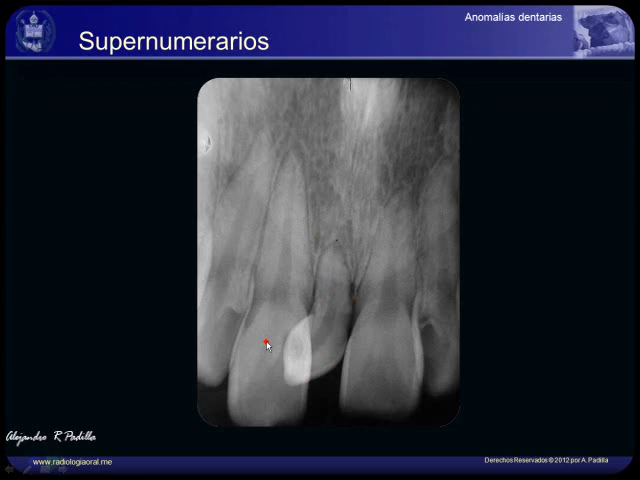 Anomalías dentarias
Supernumerarios
Alejandro R Padilla
www.radiologiaoral.me
Derechos Reservados © 2012 por A. Padilla